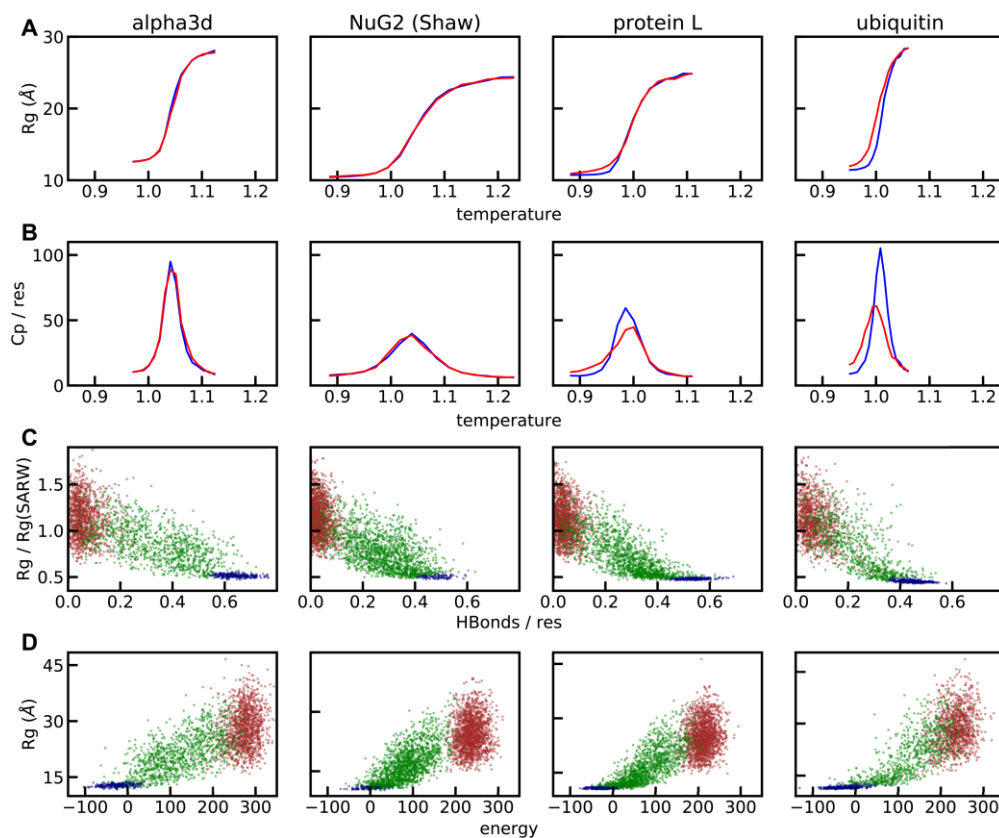 alpha3d NuG2 (Shaw) protein L ubiquitin
A
30
20
10
Rg (Å)
0.9 1.0 1.1 1.2 0.9 1.0 1.1 1.2 0.9 1.0 1.1 1.2 0.9 1.0 1.1 1.2
temperature
B
100
50
0
Cp / res
0.9 1.0 1.1 1.2 0.9 1.0 1.1 1.2 0.9 1.0 1.1 1.2 0.9 1.0 1.1 1.2
temperature
C
1.5
1.0
0.5
Rg / Rg(SARW)
0.0 0.2 0.4 0.6 0.0 0.2 0.4 0.6 0.0 0.2 0.4 0.6 0.0 0.2 0.4 0.6
HBonds / res
D
45
30
15
Rg (Å)
−100 0 100 200 300 −100 0 100 200 300 −100 0 100 200 300 −100 0 100 200 300
energy